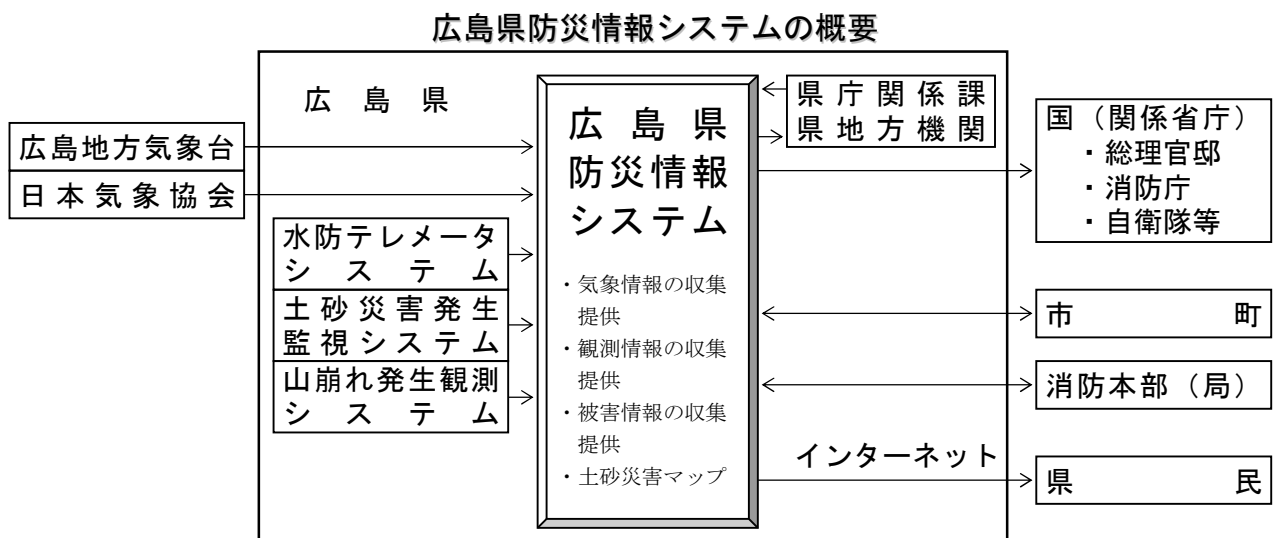 広島県防災情報システムの概要
広島県
広島地方気象台
日本気象協会
水防テレメータ
システム
土砂災害発生
監視システム
山崩れ発生観測
システム
広島県
防災情報
システム
・気象情報の収集
提供
・観測情報の収集
提供
・被害情報の収集
提供
・土砂災害マップ
県庁関係課
県地方機関
国（関係省庁）
・総理官邸
・消防庁
・自衛隊等
市町
消防本部（局）
インターネット
県民